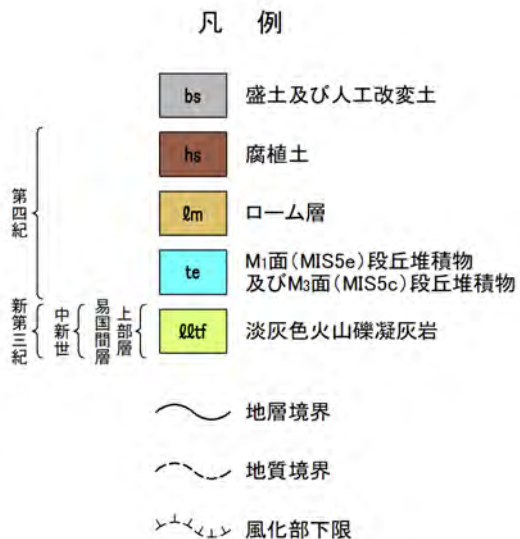 凡 例
bs 盛土及び人工改変土
hs 腐植土
ℓm ローム層
te M₁面(MIS5e)段丘堆積物
及びM₃面(MIS5c)段丘堆積物
ℓℓtf 淡灰色火山礫凝灰岩
第四紀
新第三紀
中新世
易国間層
上部層
地層境界
地質境界
風化部下限